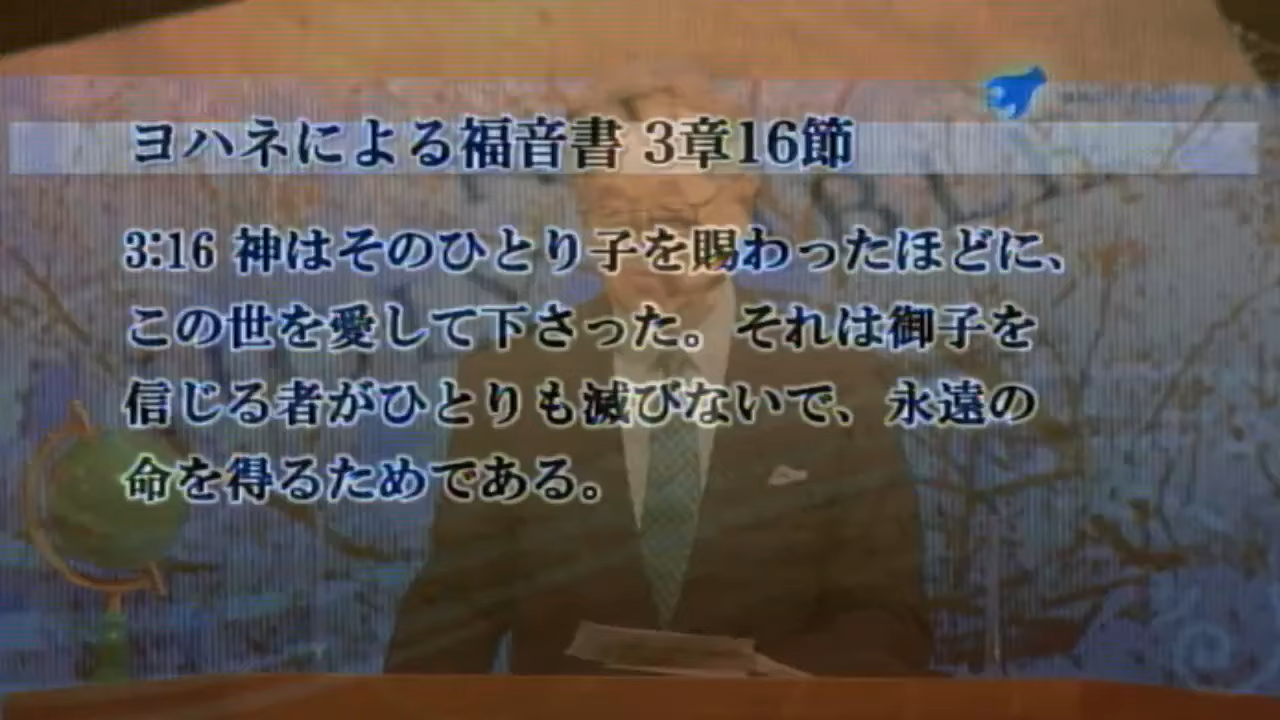 ヨハネによる福音書 3章16節
3:16 神はそのひとり子を賜わったほどに、
この世を愛して下さった。それは御子を
信じる者がひとりも滅びないで、永遠の
命を得るためである。